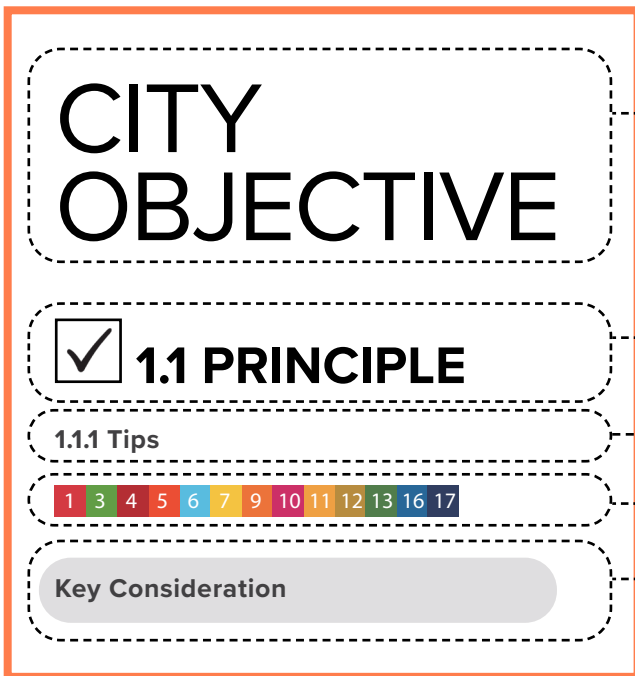 CITY
OBJECTIVE
1.1 PRINCIPLE
1.1.1 Tips
1 3 4 5 6 7 9 10 11 12 13 16 17
Key Consideration